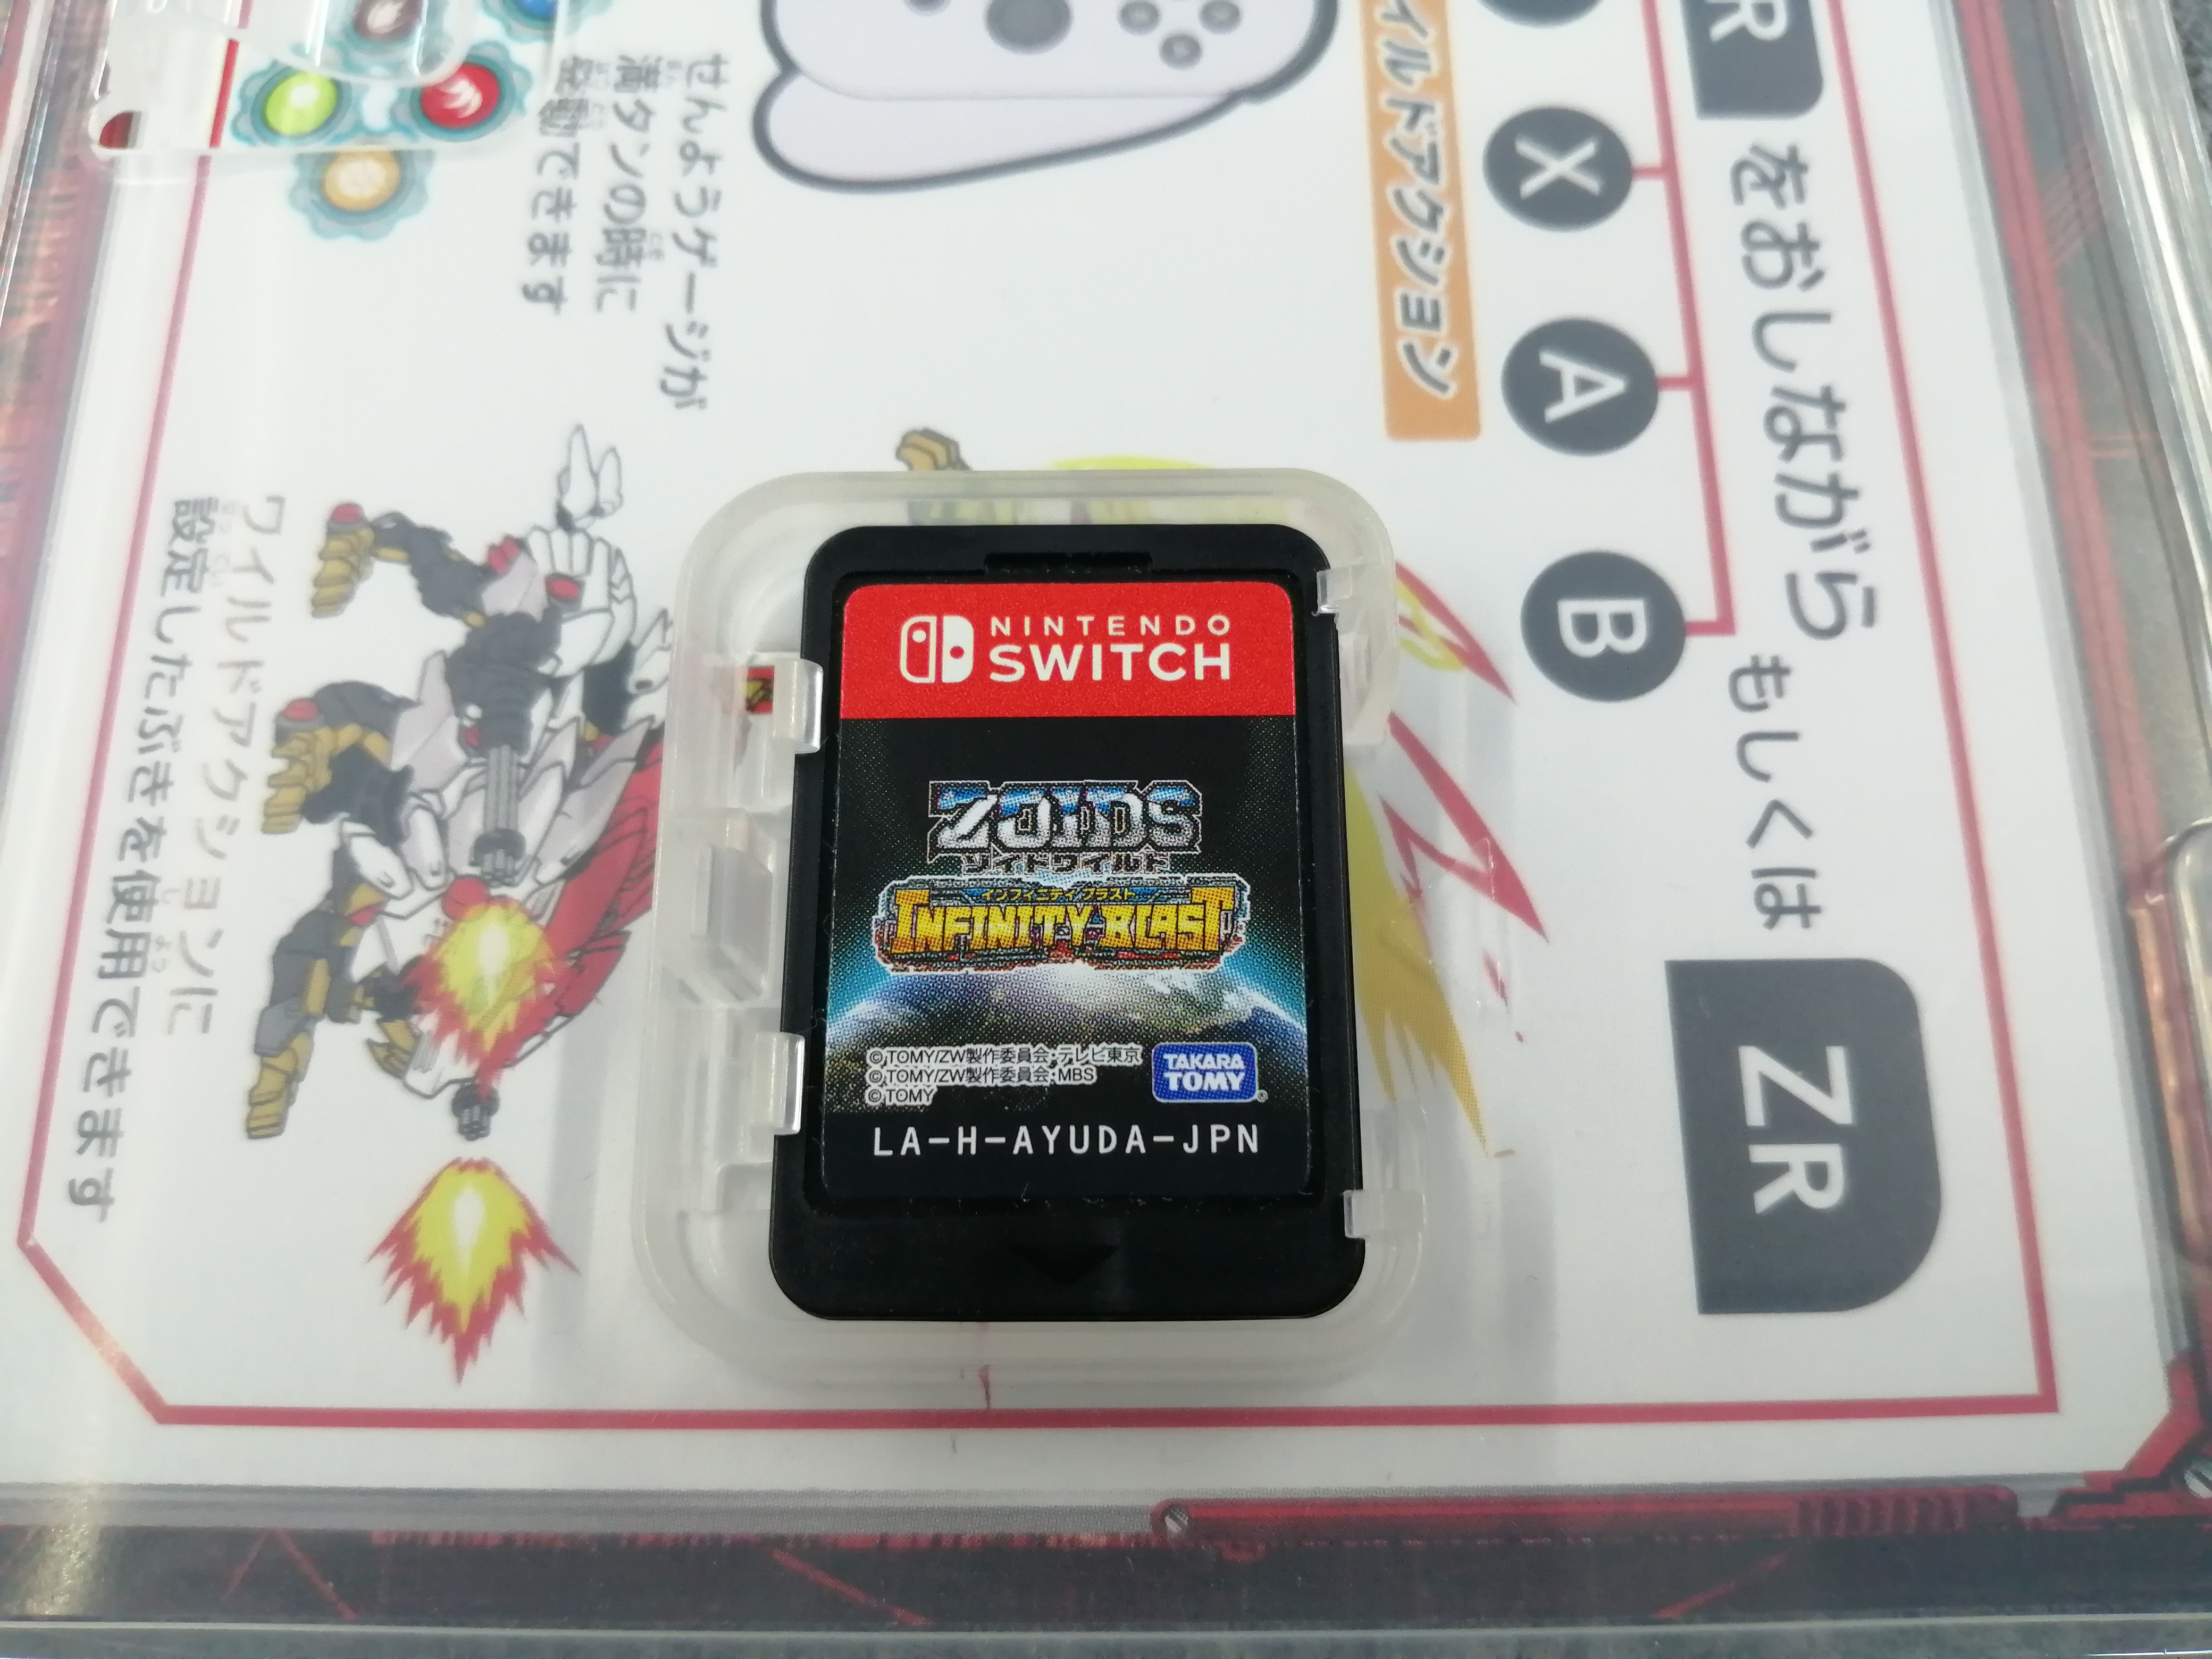 NINTENDO
SWITCH
ZOIDS
ゾイドワイルド
インフィニティ ブラスト
INFINITY BLAST
©TOMY/ZW製作委員会・テレビ東京
©TOMY/ZW製作委員会・MBS
©TOMY
TAKARA
TOMY
LA-H-AYUDA-JPN
R をおしながら もしくは ZR
X
A
B
イルドアクション
せんようゲージが
満タンの時に
発動できます
ワイルドアクションに
設定したぶきを使用できます